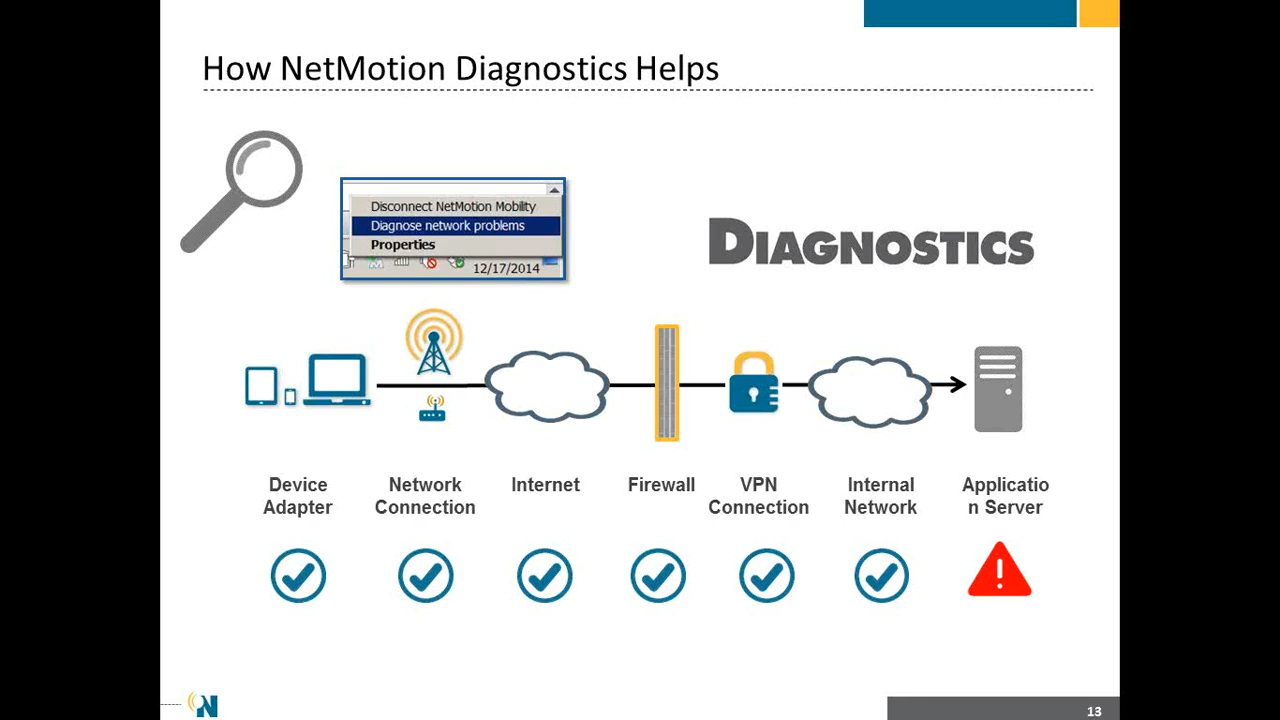 How NetMotion Diagnostics Helps
Disconnect NetMotion Mobility
Diagnose network problems
Properties
12/17/2014
DIAGNOSTICS
Device
Adapter
Network
Connection
Internet
Firewall
VPN
Connection
Internal
Network
Applicatio
n Server
N
13